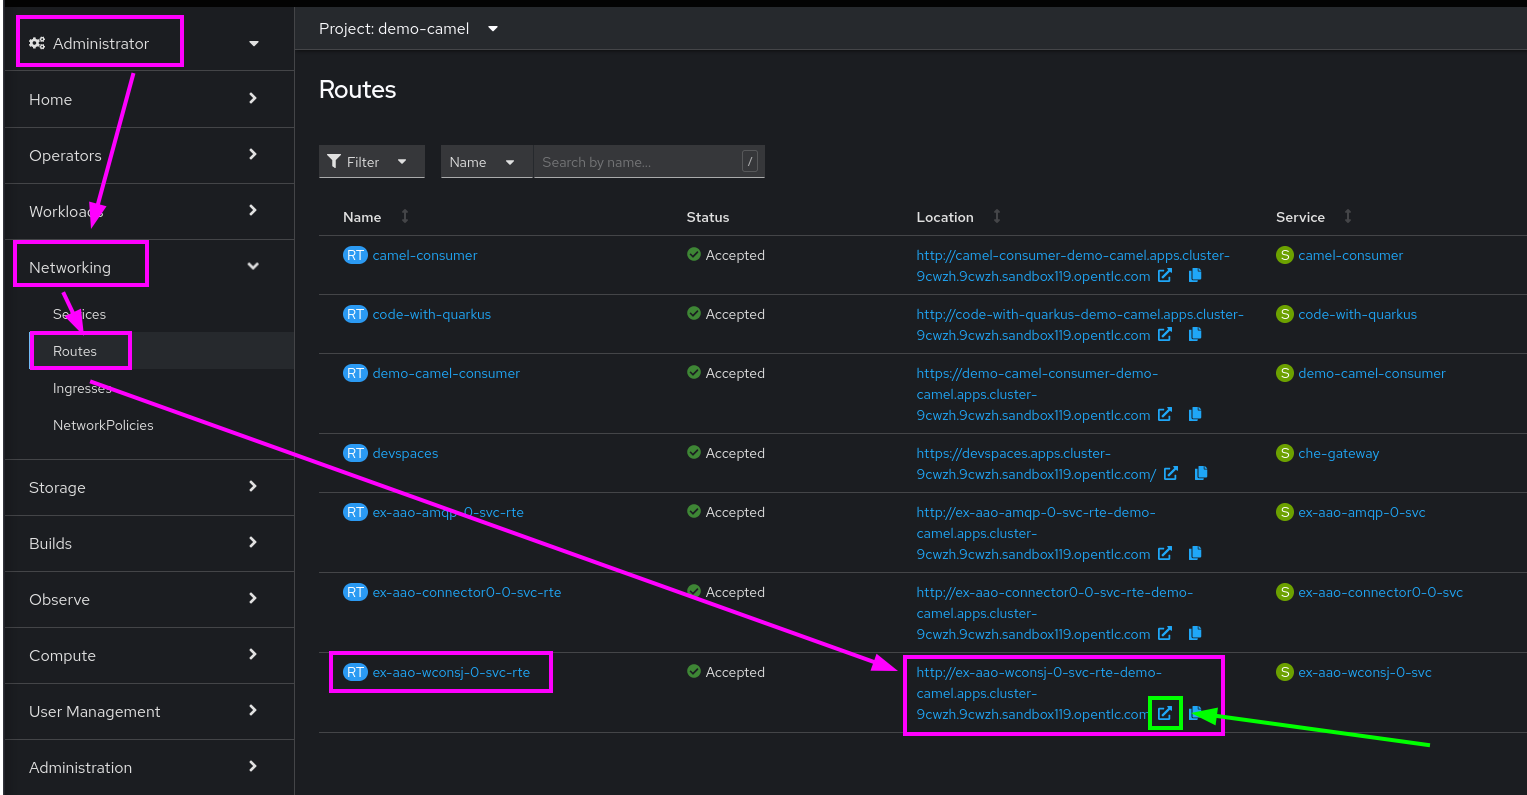 Administrator
Home
Operators
Workloads
Networking
Services
Routes
Ingresses
NetworkPolicies
Storage
Builds
Observe
Compute
User Management
Administration
Project: demo-camel
Routes
Filter
Name
Search by name...
/
Name Status Location Service
RT camel-consumer Accepted http://camel-consumer-demo-camel.apps.cluster- S camel-consumer
9cwzh.9cwzh.sandbox119.opentlc.com
RT code-with-quarkus Accepted http://code-with-quarkus-demo-camel.apps.cluster- S code-with-quarkus
9cwzh.9cwzh.sandbox119.opentlc.com
RT demo-camel-consumer Accepted https://demo-camel-consumer-demo- S demo-camel-consumer
camel.apps.cluster-
9cwzh.9cwzh.sandbox119.opentlc.com
RT devspaces Accepted https://devspaces.apps.cluster- S che-gateway
9cwzh.9cwzh.sandbox119.opentlc.com/
RT ex-aao-amqp-0-svc-rte Accepted http://ex-aao-amqp-0-svc-rte-demo- S ex-aao-amqp-0-svc
camel.apps.cluster-
9cwzh.9cwzh.sandbox119.opentlc.com
RT ex-aao-connector0-0-svc-rte Accepted http://ex-aao-connector0-0-svc-rte-demo- S ex-aao-connector0-0-svc
camel.apps.cluster-
9cwzh.9cwzh.sandbox119.opentlc.com
RT ex-aao-wconsj-0-svc-rte Accepted http://ex-aao-wconsj-0-svc-rte-demo- S ex-aao-wconsj-0-svc
camel.apps.cluster-
9cwzh.9cwzh.sandbox119.opentlc.com